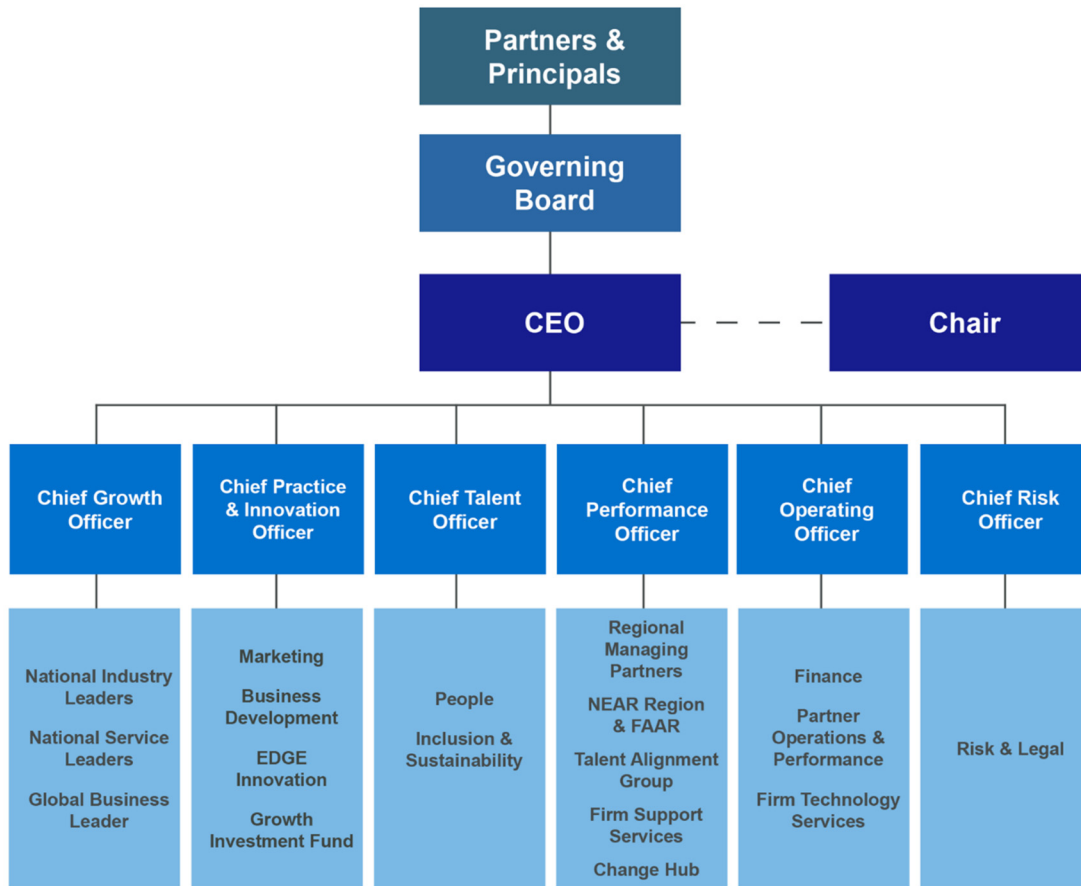 Partners &
Principals
Governing
Board
CEO
Chair
Chief Growth
Officer
Chief Practice
& Innovation
Officer
Chief Talent
Officer
Chief
Performance
Officer
Chief
Operating
Officer
Chief Risk
Officer
National Industry
Leaders
National Service
Leaders
Global Business
Leader
Marketing
Business
Development
EDGE
Innovation
Growth
Investment Fund
People
Inclusion &
Sustainability
Regional
Managing
Partners
NEAR Region
& FAAR
Talent Alignment
Group
Firm Support
Services
Change Hub
Finance
Partner
Operations &
Performance
Firm Technology
Services
Risk & Legal